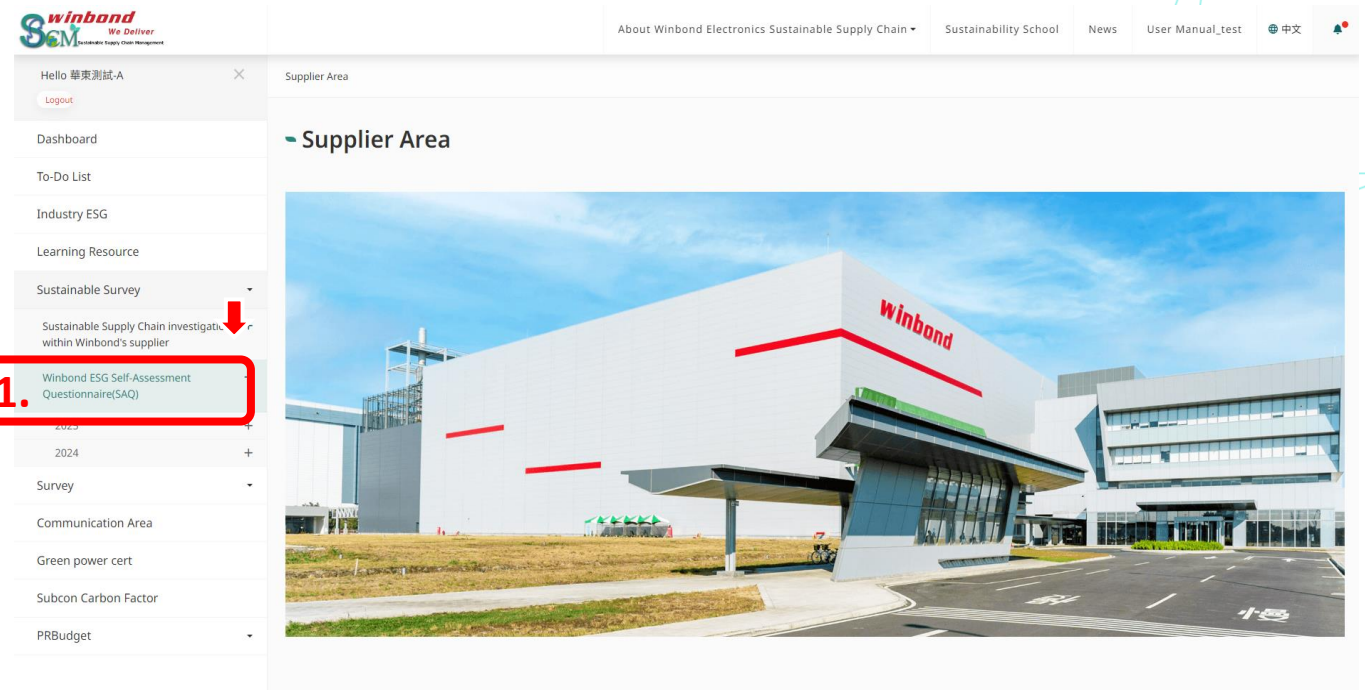 winbond
We Deliver
SCM
Sustainable Supply Chain Management
About Winbond Electronics Sustainable Supply Chain
Sustainability School
News
User Manual_test
中文
Hello 華東測試-A
Logout
Supplier Area
Dashboard
To-Do List
Industry ESG
Learning Resource
Sustainable Survey
Sustainable Supply Chain
within Winbond's supplier
1.
Winbond ESG Self-Assessment
Questionnaire(SAQ)
2024
Survey
Communication Area
Green power cert
Subcon Carbon Factor
PRBudget
Supplier Area
winbond